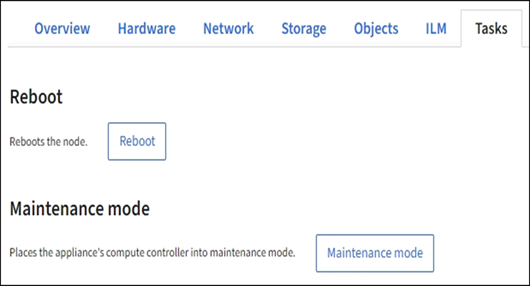 Overview Hardware Network Storage Objects ILM Tasks
Reboot
Reboots the node. Reboot
Maintenance mode
Places the appliance's compute controller into maintenance mode. Maintenance mode